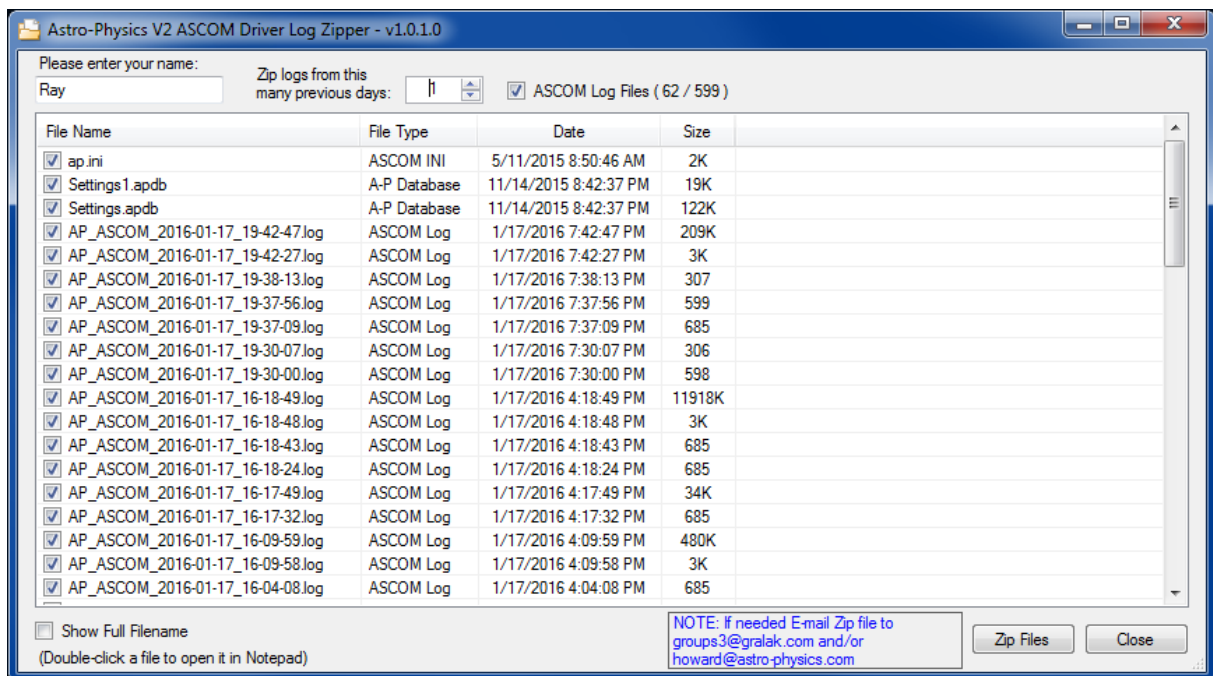 Astro-Physics V2 ASCOM Driver Log Zipper - v1.0.1.0
Please enter your name:
Ray
Zip logs from this
many previous days:
1
ASCOM Log Files ( 62 / 599 )
File Name File Type Date Size
ap.ini ASCOM INI 5/11/2015 8:50:46 AM 2K
Settings1.apdb A-P Database 11/14/2015 8:42:37 PM 19K
Settings.apdb A-P Database 11/14/2015 8:42:37 PM 122K
AP_ASCOM_2016-01-17_19-42-47.log ASCOM Log 1/17/2016 7:42:47 PM 209K
AP_ASCOM_2016-01-17_19-42-27.log ASCOM Log 1/17/2016 7:42:27 PM 3K
AP_ASCOM_2016-01-17_19-38-13.log ASCOM Log 1/17/2016 7:38:13 PM 307
AP_ASCOM_2016-01-17_19-37-56.log ASCOM Log 1/17/2016 7:37:56 PM 599
AP_ASCOM_2016-01-17_19-37-09.log ASCOM Log 1/17/2016 7:37:09 PM 685
AP_ASCOM_2016-01-17_19-30-07.log ASCOM Log 1/17/2016 7:30:07 PM 306
AP_ASCOM_2016-01-17_19-30-00.log ASCOM Log 1/17/2016 7:30:00 PM 598
AP_ASCOM_2016-01-17_16-18-49.log ASCOM Log 1/17/2016 4:18:49 PM 11918K
AP_ASCOM_2016-01-17_16-18-48.log ASCOM Log 1/17/2016 4:18:48 PM 3K
AP_ASCOM_2016-01-17_16-18-43.log ASCOM Log 1/17/2016 4:18:43 PM 685
AP_ASCOM_2016-01-17_16-18-24.log ASCOM Log 1/17/2016 4:18:24 PM 685
AP_ASCOM_2016-01-17_16-17-49.log ASCOM Log 1/17/2016 4:17:49 PM 34K
AP_ASCOM_2016-01-17_16-17-32.log ASCOM Log 1/17/2016 4:17:32 PM 685
AP_ASCOM_2016-01-17_16-09-59.log ASCOM Log 1/17/2016 4:09:59 PM 480K
AP_ASCOM_2016-01-17_16-09-58.log ASCOM Log 1/17/2016 4:09:58 PM 3K
AP_ASCOM_2016-01-17_16-04-08.log ASCOM Log 1/17/2016 4:04:08 PM 685
Show Full Filename
(Double-click a file to open it in Notepad)
NOTE: If needed E-mail Zip file to
groups3@gralak.com and/or
howard@astro-physics.com
Zip Files
Close